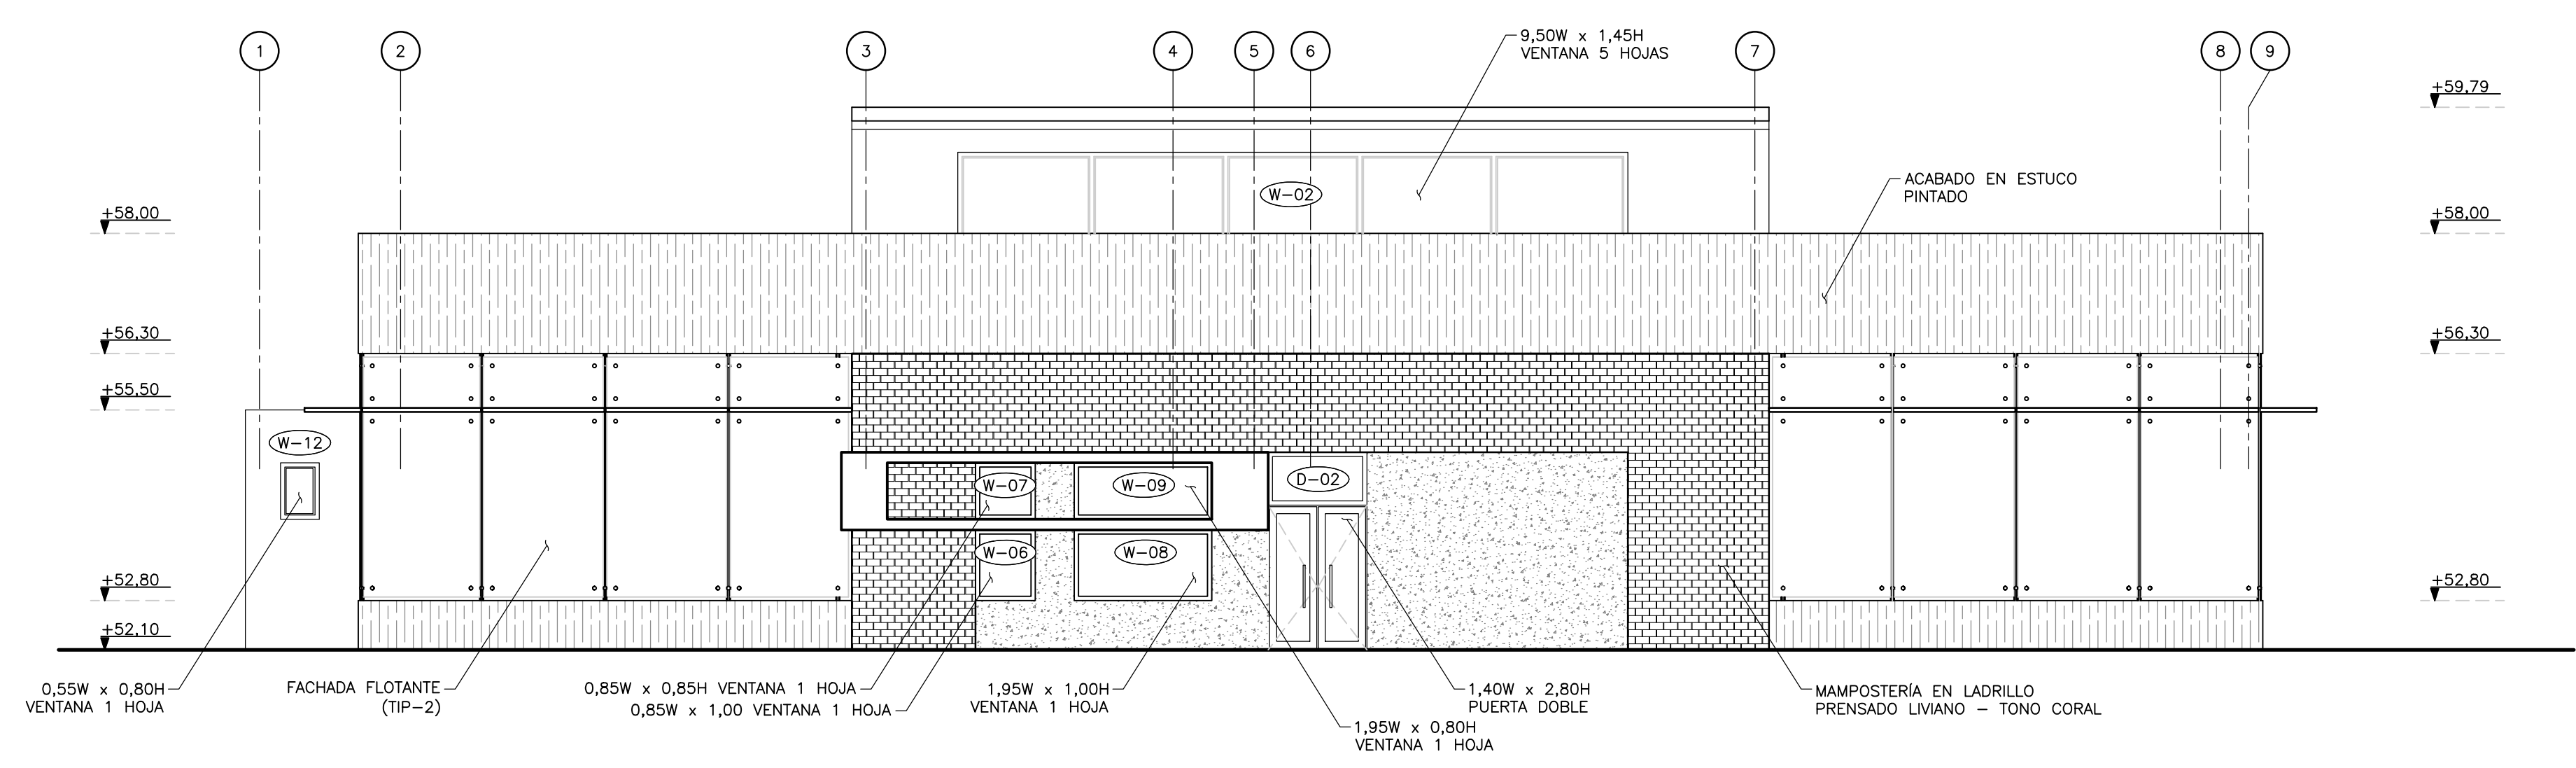 1
2
3
4
5
6
7
8
9
9,50W x 1,45H
VENTANA 5 HOJAS
+59,79
W-02
ACABADO EN ESTUCO
PINTADO
+58,00
+58,00
+56,30
+56,30
+55,50
W-12
W-07
W-09
D-02
W-06
W-08
+52,80
+52,80
+52,10
0,55W x 0,80H
VENTANA 1 HOJA
FACHADA FLOTANTE
(TIP-2)
0,85W x 0,85H VENTANA 1 HOJA
0,85W x 1,00 VENTANA 1 HOJA
1,95W x 1,00H
VENTANA 1 HOJA
1,95W x 0,80H
VENTANA 1 HOJA
1,40W x 2,80H
PUERTA DOBLE
MAMPOSTERÍA EN LADRILLO
PRENSADO LIVIANO - TONO CORAL